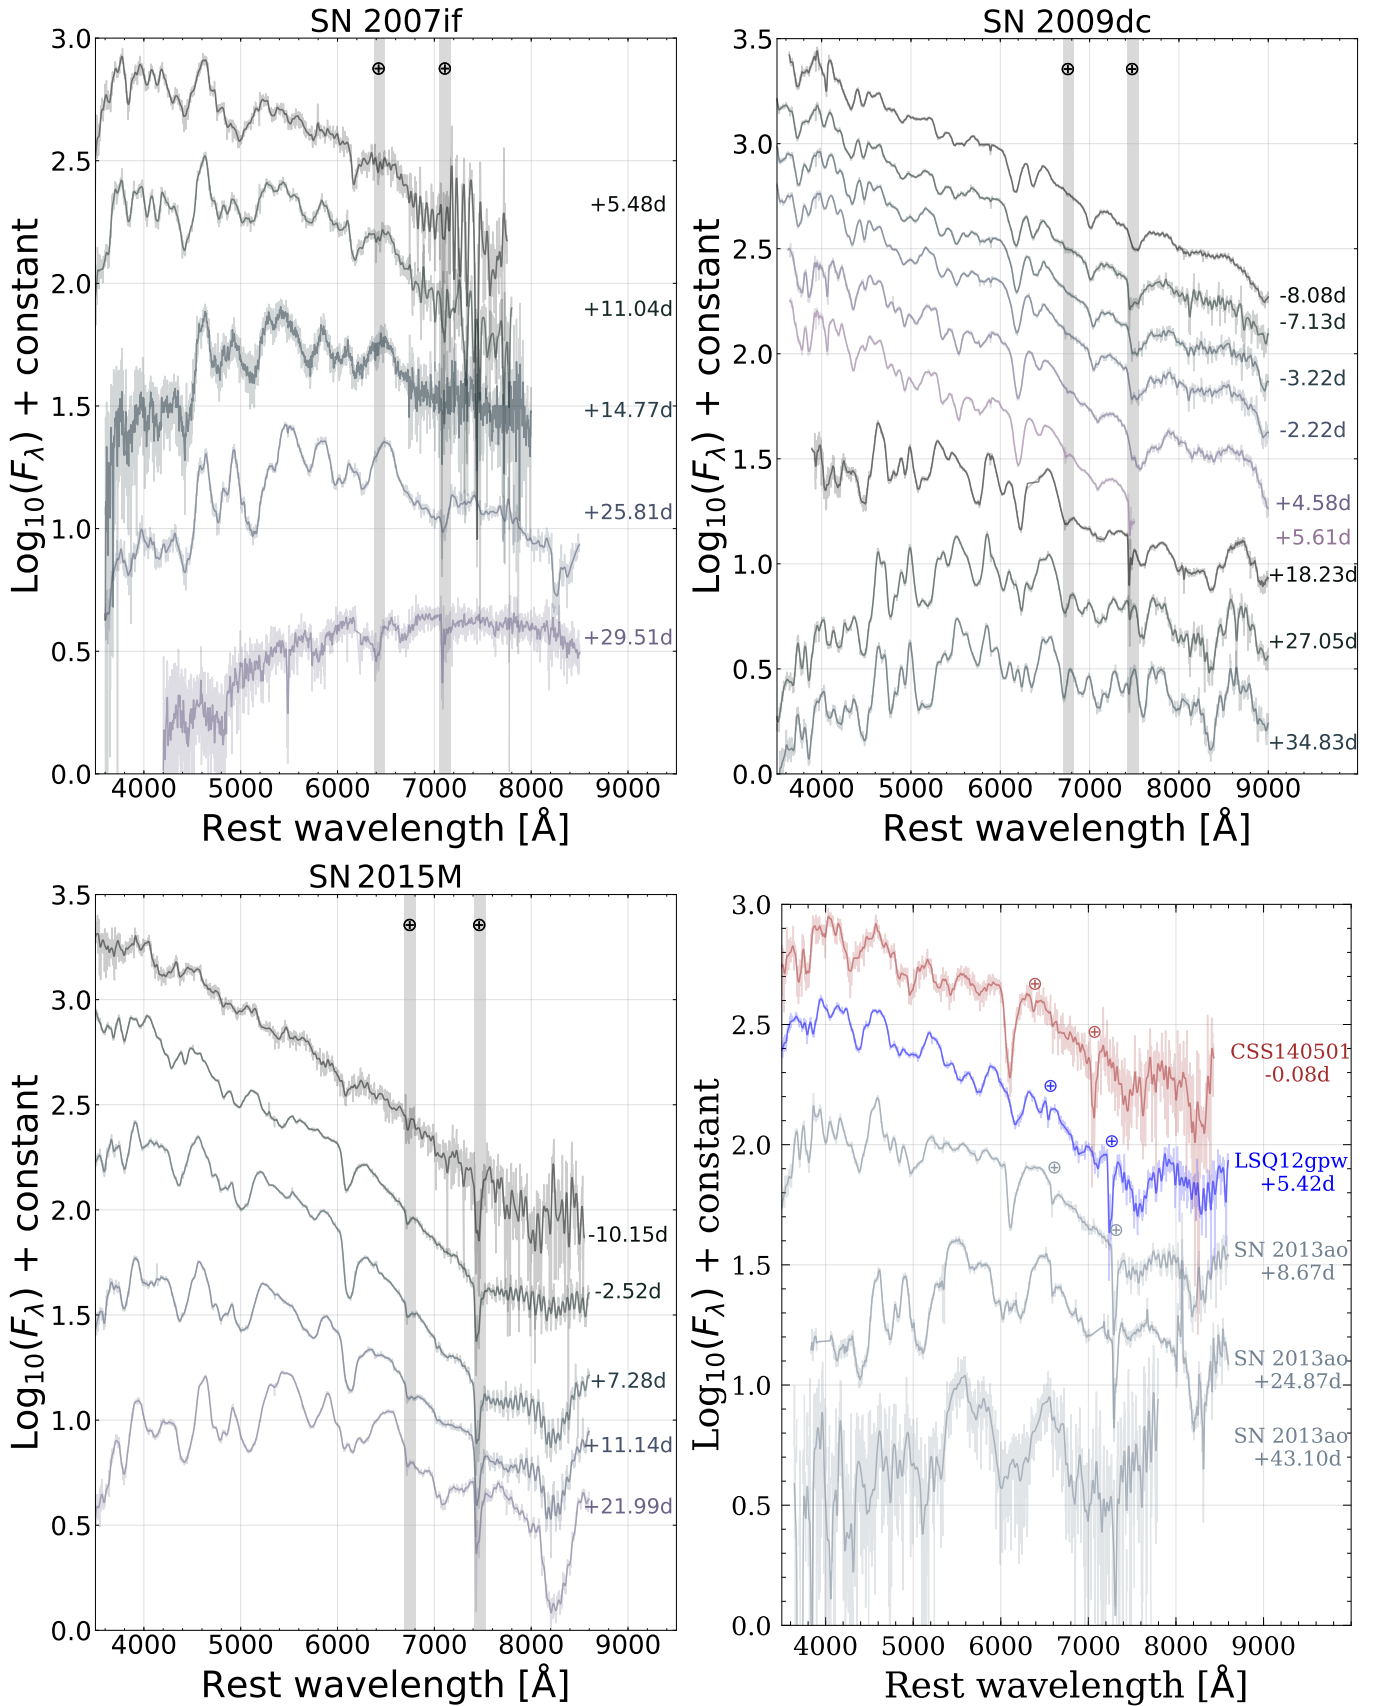 SN 2007if
3.0
2.5
2.0
1.5
1.0
0.5
0.0
Log₁₀(F_λ) + constant
⊕ ⊕
+5.48d
+11.04d
+14.77d
+25.81d
+29.51d
4000 5000 6000 7000 8000 9000
Rest wavelength [Å]
SN 2009dc
3.5
3.0
2.5
2.0
1.5
1.0
0.5
0.0
Log₁₀(F_λ) + constant
⊕ ⊕
-8.08d
-7.13d
-3.22d
-2.22d
+4.58d
+5.61d
+18.23d
+27.05d
+34.83d
4000 5000 6000 7000 8000 9000
Rest wavelength [Å]
SN 2015M
3.5
3.0
2.5
2.0
1.5
1.0
0.5
0.0
Log₁₀(F_λ) + constant
⊕ ⊕
-10.15d
-2.52d
+7.28d
+11.14d
+21.99d
4000 5000 6000 7000 8000 9000
Rest wavelength [Å]
3.0
2.5
2.0
1.5
1.0
0.5
0.0
Log₁₀(F_λ) + constant
⊕
⊕
⊕
⊕
⊕
⊕
CSS140501
-0.08d
LSQ12gpw
+5.42d
SN 2013ao
+8.67d
SN 2013ao
+24.87d
SN 2013ao
+43.10d
4000 5000 6000 7000 8000 9000
Rest wavelength [Å]